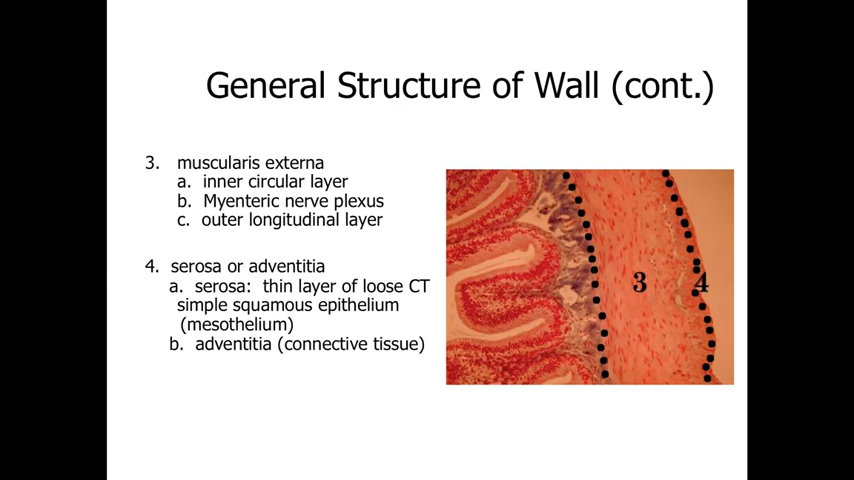 General Structure of Wall (cont.)
3. muscularis externa
a. inner circular layer
b. Myenteric nerve plexus
c. outer longitudinal layer
4. serosa or adventitia
a. serosa: thin layer of loose CT
simple squamous epithelium
(mesothelium)
b. adventitia (connective tissue)
3
4